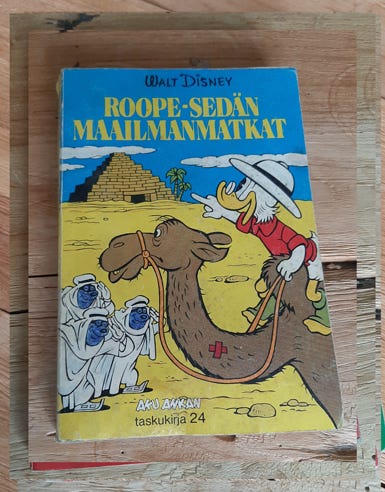 WALT DISNEY
ROOPE-SEDÄN
MAAILMANMATKAT
AKU ANKAN
taskukirja 24